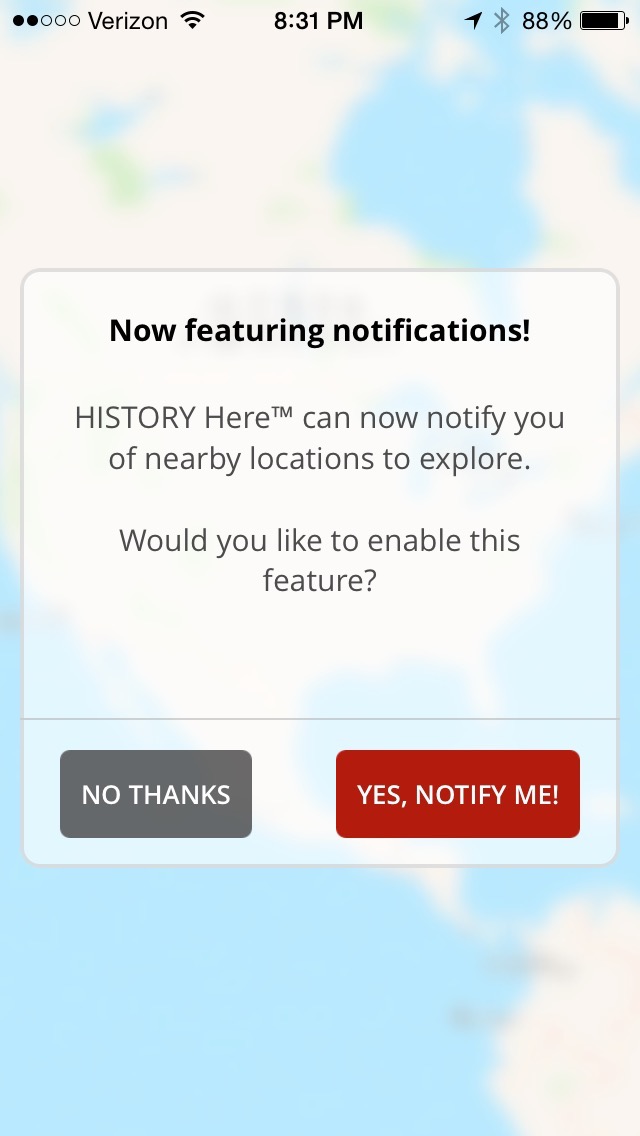 Verizon 8:31 PM 88%
Now featuring notifications!
HISTORY Here™ can now notify you
of nearby locations to explore.
Would you like to enable this
feature?
NO THANKS YES, NOTIFY ME!